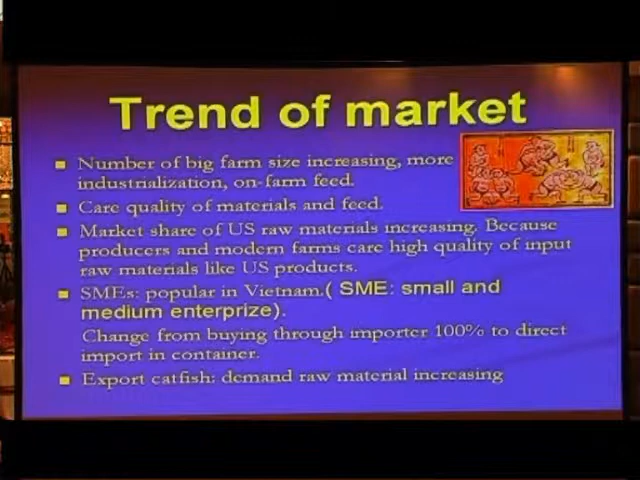 Trend of market
Number of big farm size increasing, more
industrialization, on-farm feed.
Care quality of materials and feed.
Market share of US raw materials increasing. Because
producers and modern farms care high quality of input
raw materials like US products.
SMEs: popular in Vietnam.( SME: small and
medium enterprize).
Change from buying through importer 100% to direct
import in container.
Export catfish: demand raw material increasing